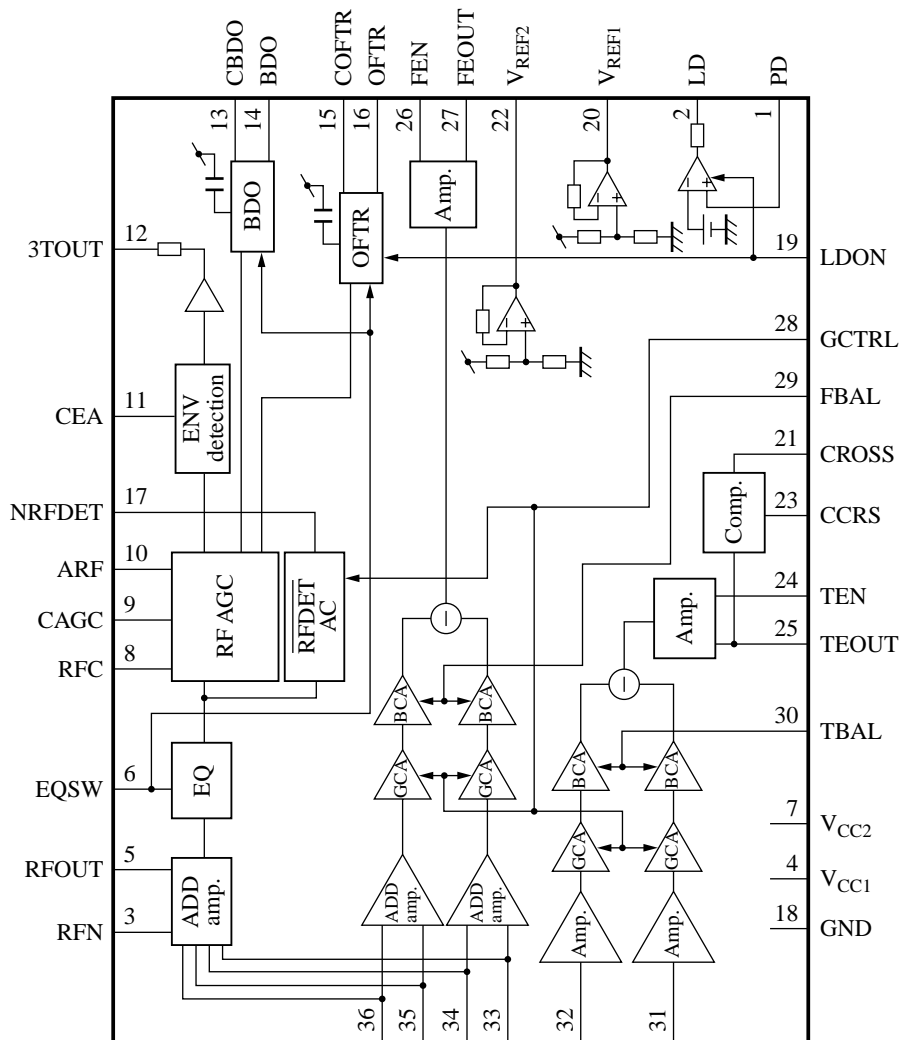 CBDO
BDO
COFTR
OFTR
FEN
FEOUT
VREF2
VREF1
LD
PD
13
14
15
16
26
27
22
20
2
1
3TOUT
12
BDO
OFTR
Amp.
19
LDON
28
GCTRL
29
FBAL
CEA
11
ENV
detection
21
CROSS
NRFDET
17
Comp.
23
CCRS
ARF
10
CAGC
9
RFC
8
RF AGC
RFDET
AC
Amp.
24
TEN
25
TEOUT
BCA
BCA
30
TBAL
EQSW
6
EQ
GCA
GCA
BCA
BCA
7
VCC2
RFOUT
5
RFN
3
ADD
amp.
ADD
amp.
ADD
amp.
GCA
GCA
4
VCC1
18
GND
Amp.
Amp.
36
35
34
33
32
31